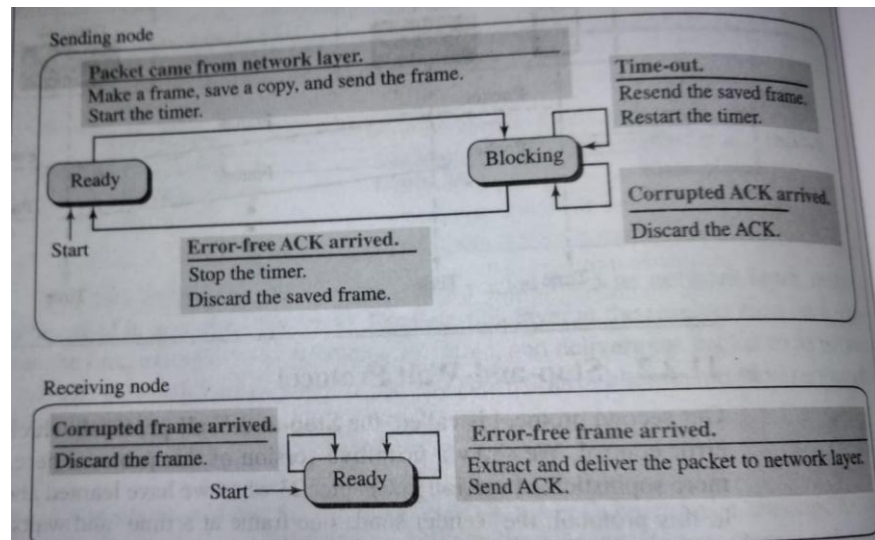 Sending node
Packet came from network layer.
Make a frame, save a copy, and send the frame.
Start the timer.
Time-out.
Resend the saved frame.
Restart the timer.
Ready
Blocking
Start
Corrupted ACK arrived.
Discard the ACK.
Error-free ACK arrived.
Stop the timer.
Discard the saved frame.
Receiving node
Corrupted frame arrived.
Discard the frame.
Start
Ready
Error-free frame arrived.
Extract and deliver the packet to network layer.
Send ACK.